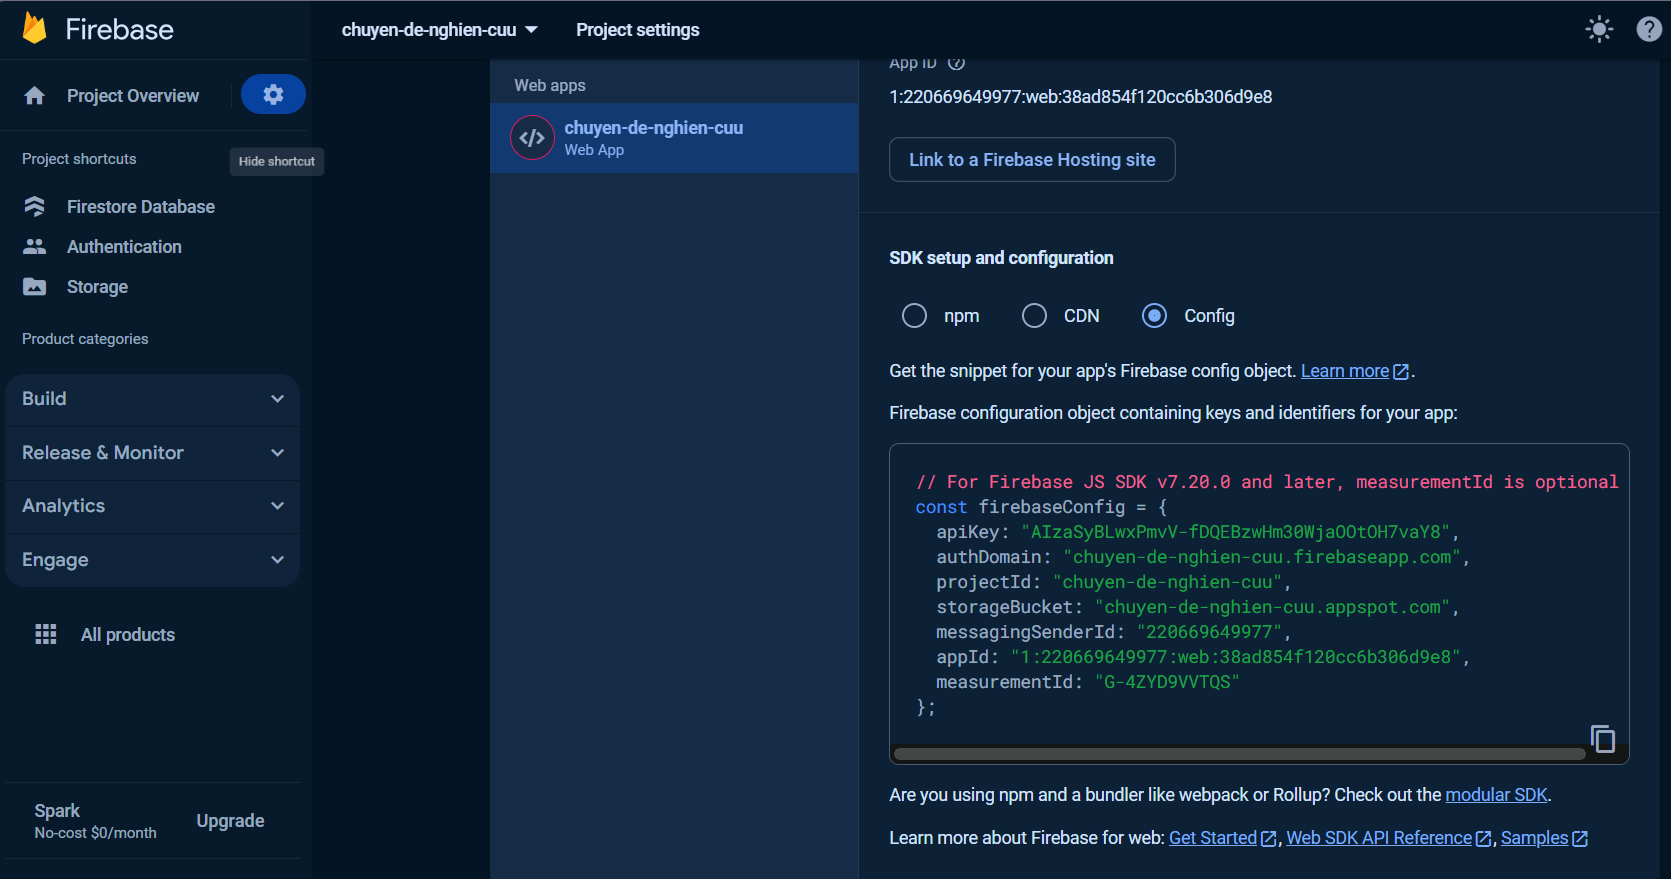 Firebase
chuyen-de-nghien-cuu
Project settings
Project Overview
Project shortcuts
Hide shortcut
Firestore Database
Authentication
Storage
Product categories
Build
Release & Monitor
Analytics
Engage
All products
Spark
No-cost $0/month
Upgrade
Web apps
chuyen-de-nghien-cuu
Web App
App ID
1:220669649977:web:38ad854f120cc6b306d9e8
Link to a Firebase Hosting site
SDK setup and configuration
npm
CDN
Config
Get the snippet for your app's Firebase config object. Learn more.
Firebase configuration object containing keys and identifiers for your app:
// For Firebase JS SDK v7.20.0 and later, measurementId is optional
const firebaseConfig = {
  apiKey: "AIzaSyBLwxPmvV-fDQEBzwHm30WjaOOtOH7vaY8",
  authDomain: "chuyen-de-nghien-cuu.firebaseapp.com",
  projectId: "chuyen-de-nghien-cuu",
  storageBucket: "chuyen-de-nghien-cuu.appspot.com",
  messagingSenderId: "220669649977",
  appId: "1:220669649977:web:38ad854f120cc6b306d9e8",
  measurementId: "G-4ZYD9VVTQS"
};
Are you using npm and a bundler like webpack or Rollup? Check out the modular SDK.
Learn more about Firebase for web: Get Started, Web SDK API Reference, Samples